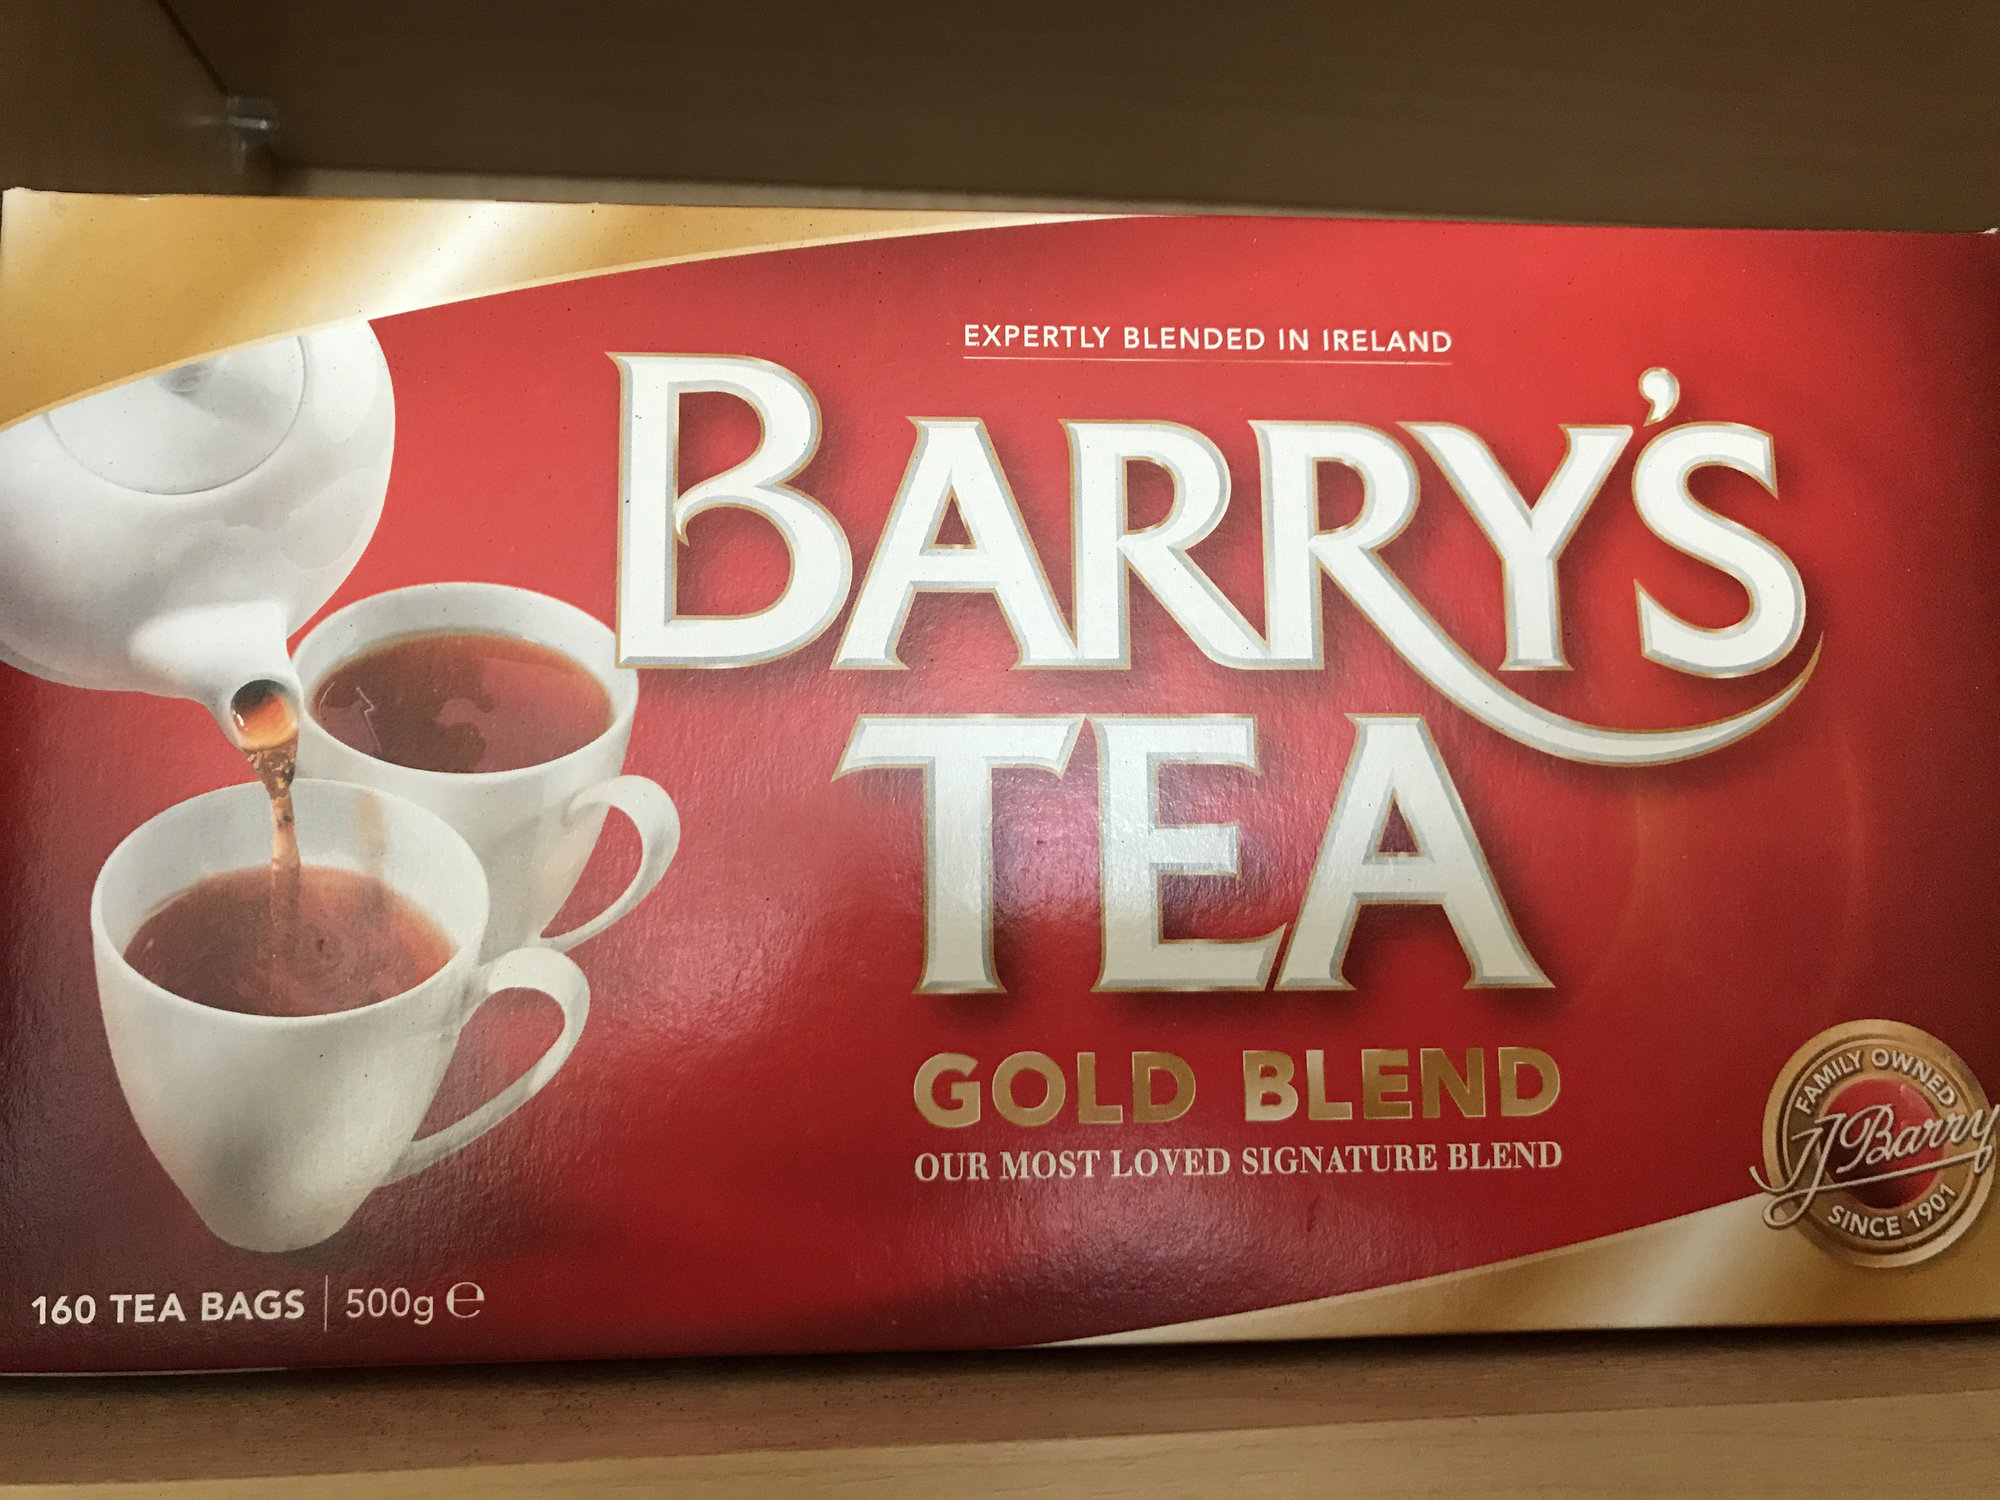 EXPERTLY BLENDED IN IRELAND
BARRY'S
TEA
GOLD BLEND
OUR MOST LOVED SIGNATURE BLEND
FAMILY OWNED
JJ Barry
SINCE 1901
160 TEA BAGS | 500g ℮